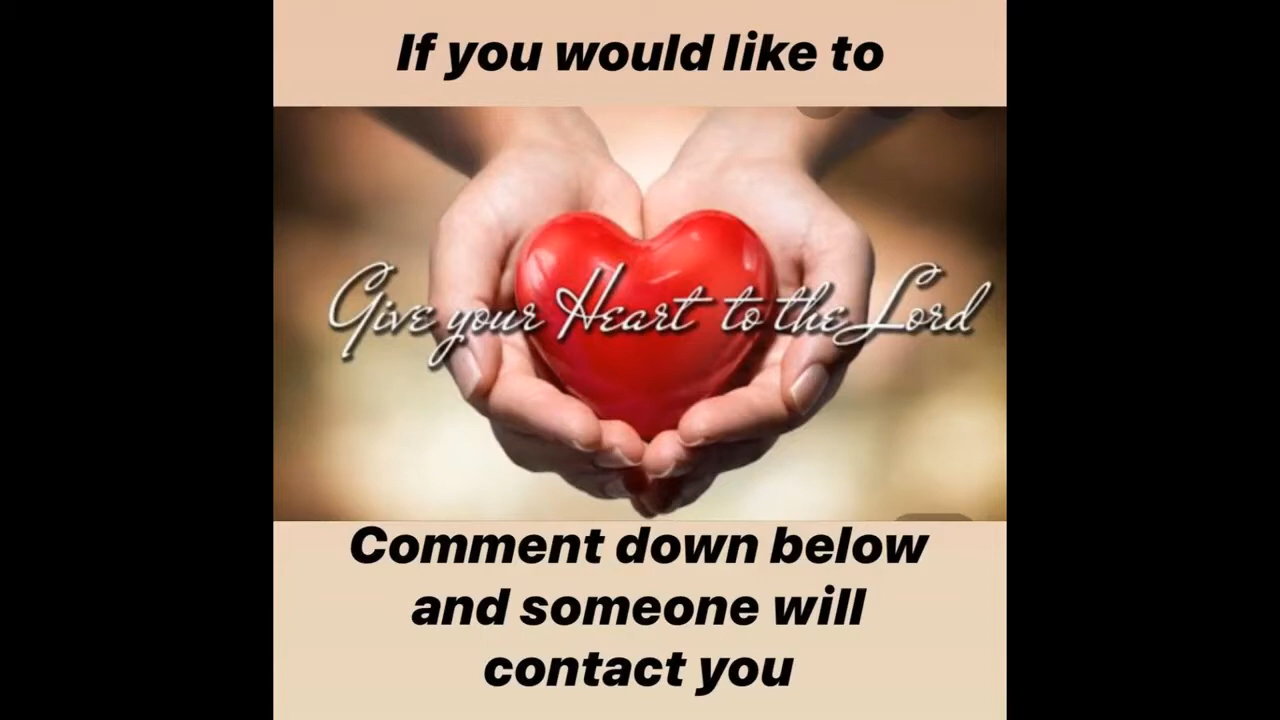 If you would like to
Give your Heart to the Lord
Comment down below
and someone will
contact you